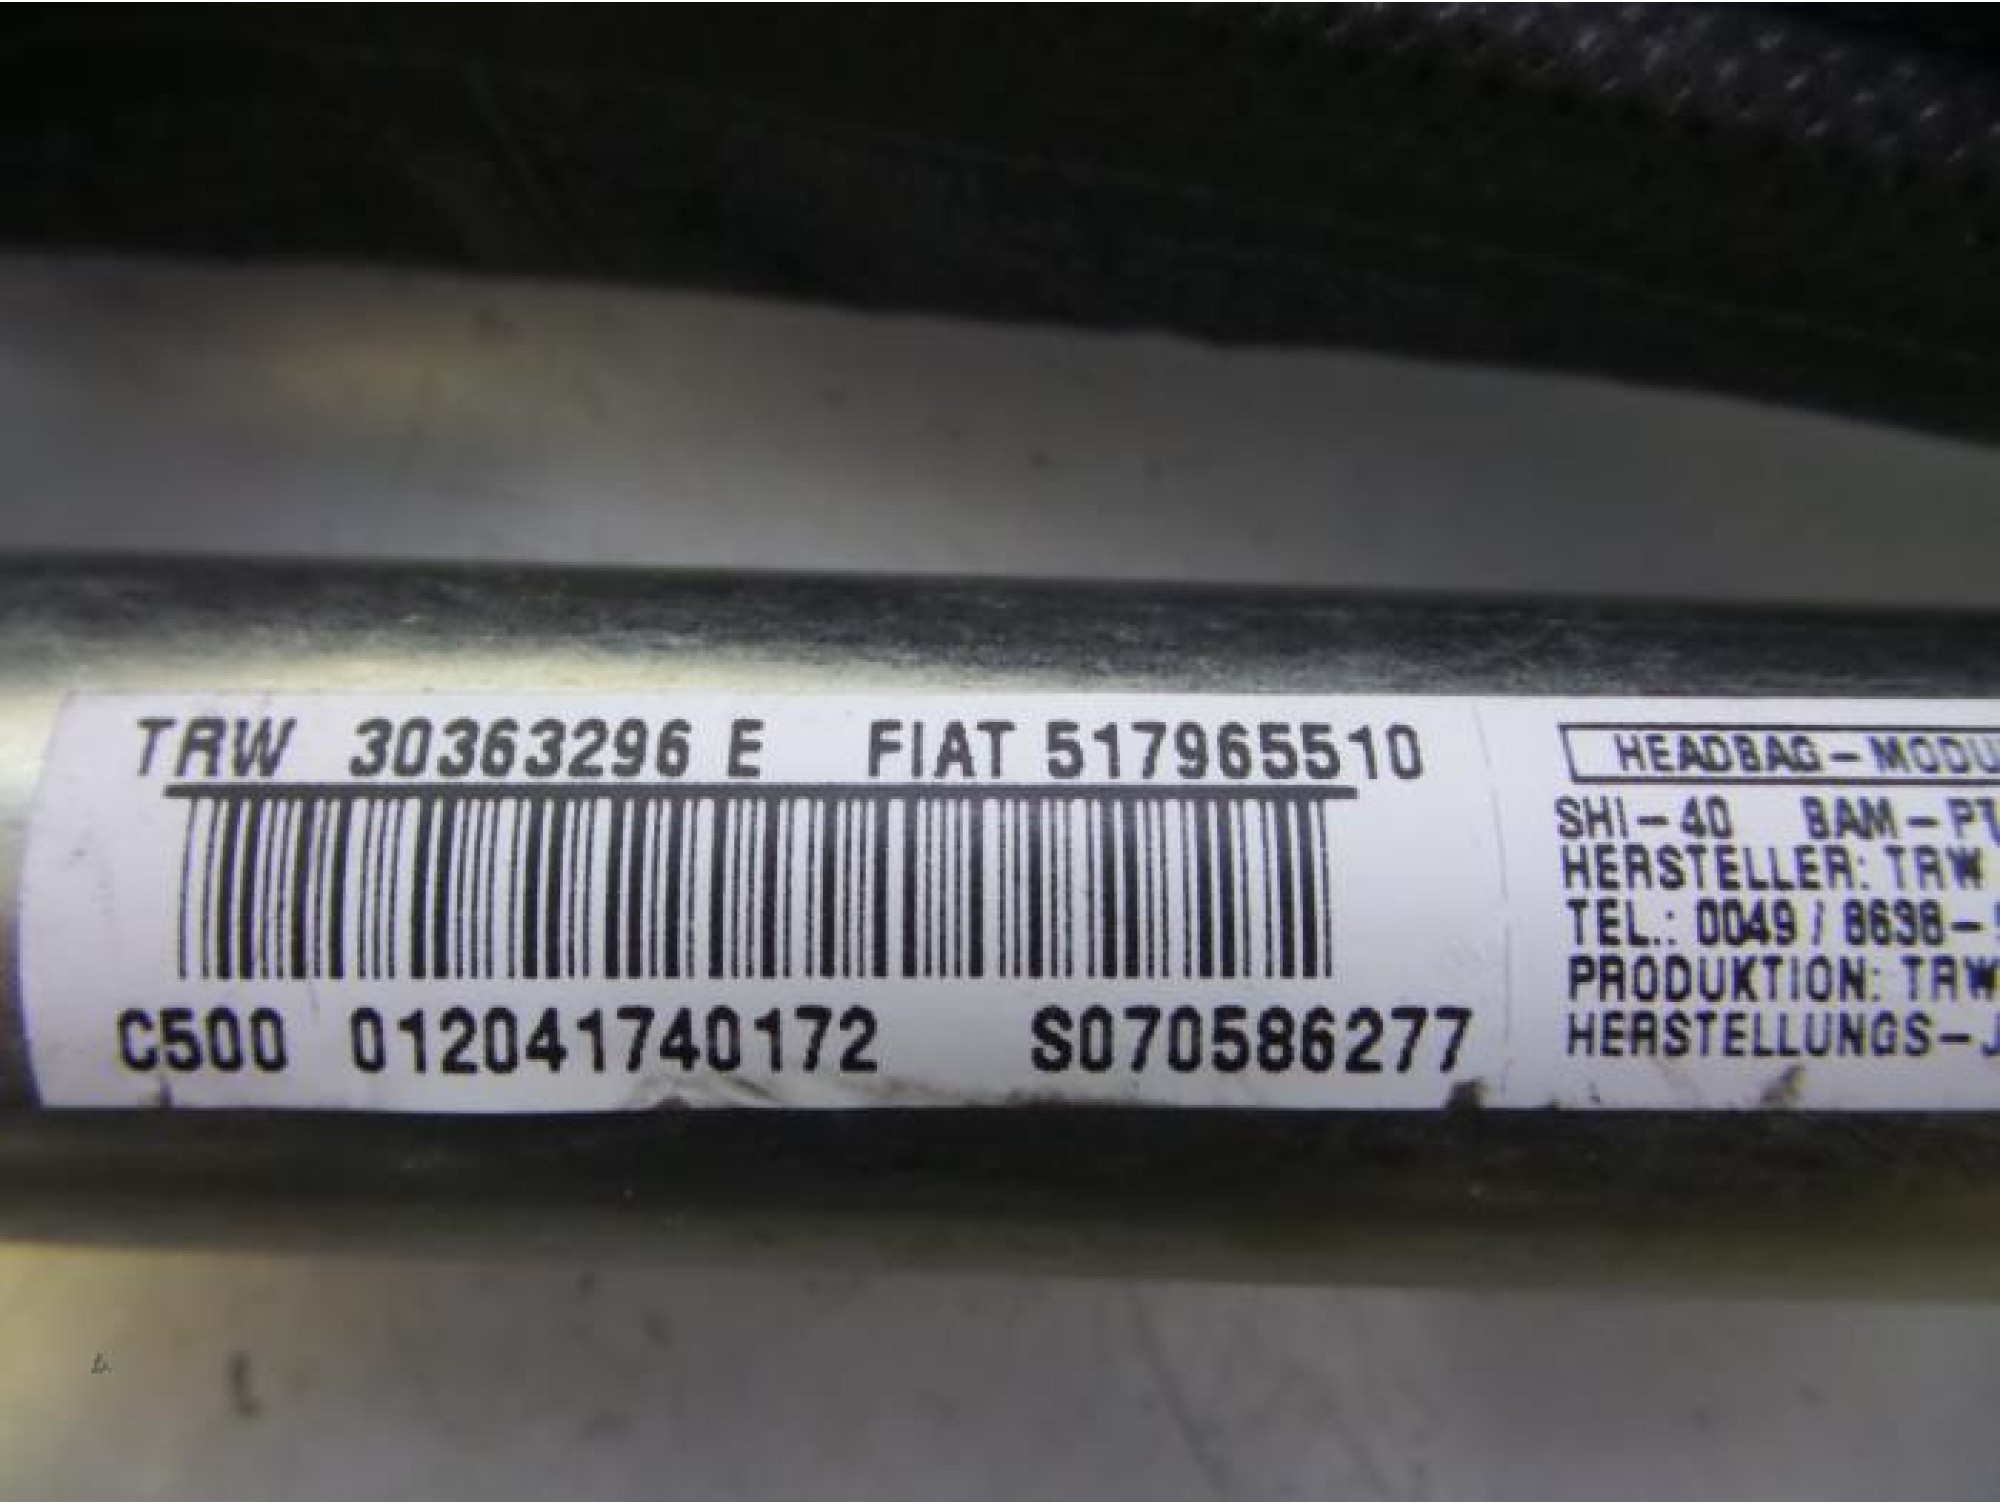 TRW 30363296 E FIAT 517965510
C500 012041740172 S070586277
HEADBAG-MODU
SHI-40 BAM-PT
HERSTELLER: TRW
TEL.: 0049 / 8638-
PRODUKTION: TRW
HERSTELLUNGS-J